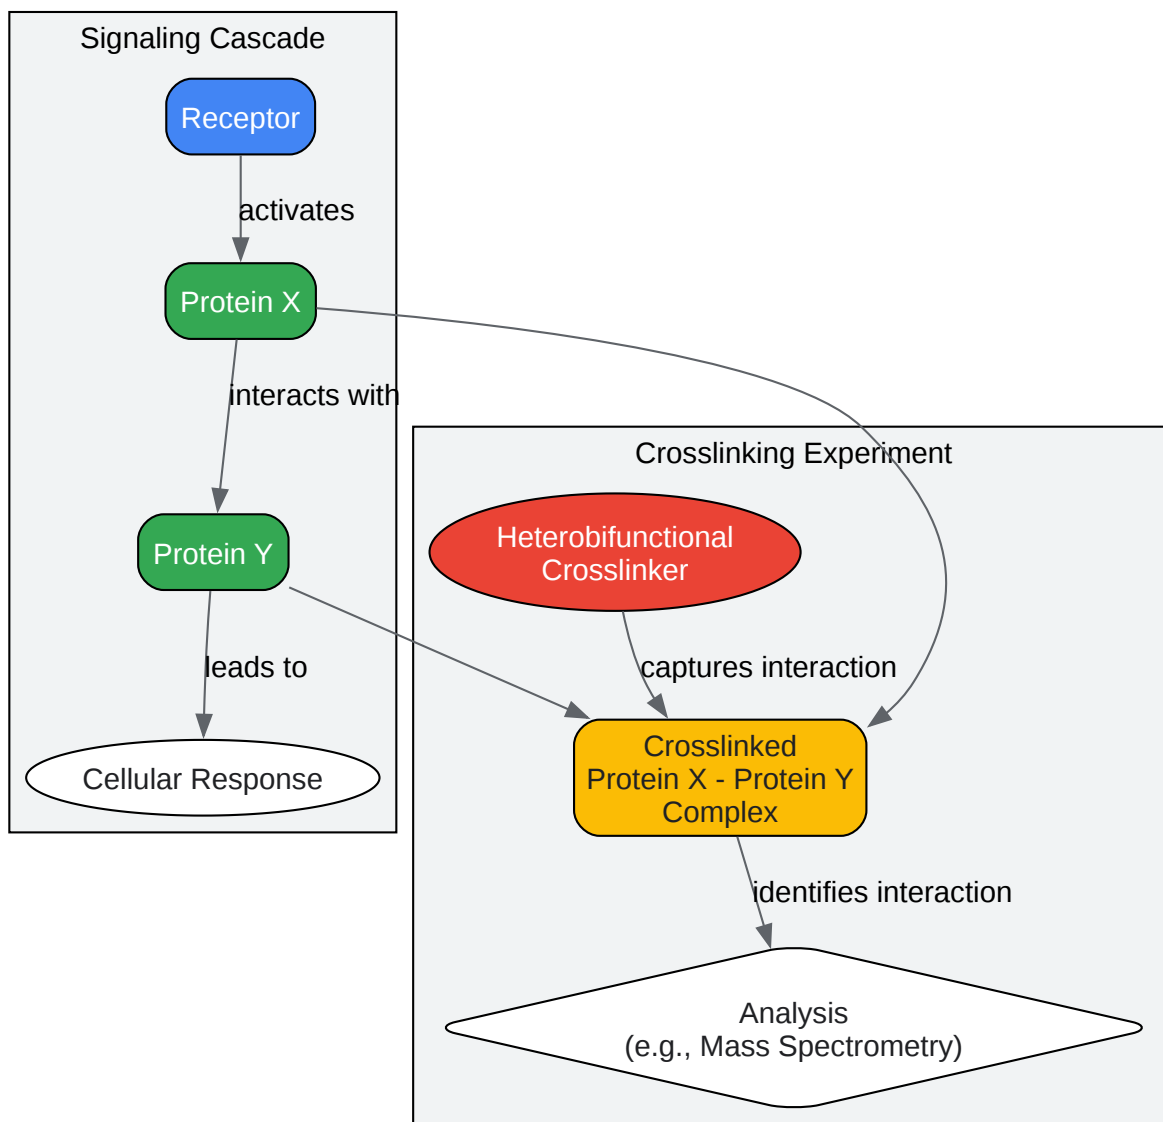 Signaling Cascade
Receptor
activates
Protein X
interacts with
Protein Y
leads to
Cellular Response
Crosslinking Experiment
Heterobifunctional
Crosslinker
captures interaction
Crosslinked
Protein X - Protein Y
Complex
identifies interaction
Analysis
(e.g., Mass Spectrometry)